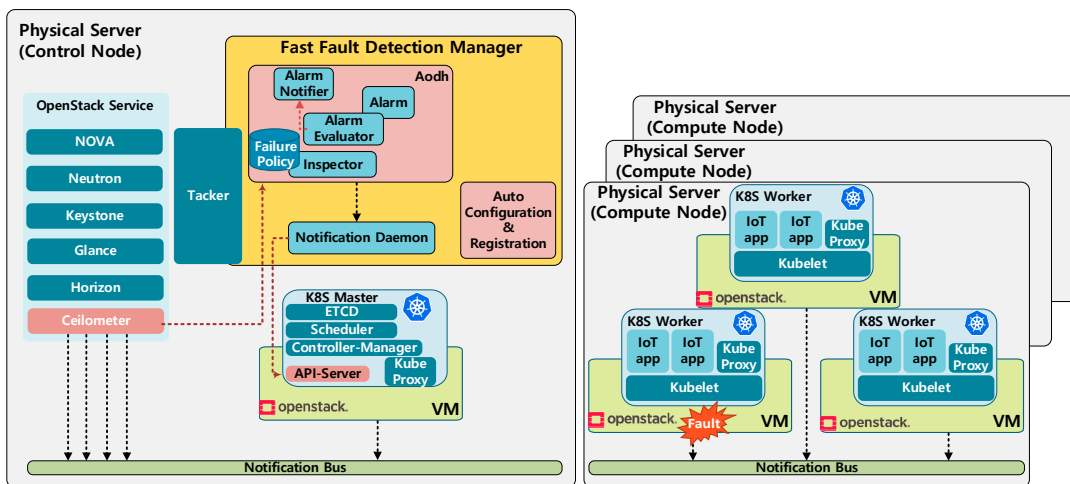 Physical Server
(Control Node)
OpenStack Service
NOVA
Neutron
Keystone
Glance
Horizon
Ceilometer
Tacker
Fast Fault Detection Manager
Aodh
Alarm
Notifier
Alarm
Alarm
Evaluator
Failure
Policy
Inspector
Auto
Configuration
&
Registration
Notification Daemon
K8S Master
ETCD
Scheduler
Controller-Manager
API-Server
Kube
Proxy
openstack.
VM
Notification Bus
Physical Server
(Compute Node)
Physical Server
(Compute Node)
Physical Server
(Compute Node)
K8S Worker
IoT
app
IoT
app
Kube
Proxy
Kubelet
openstack.
VM
K8S Worker
IoT
app
IoT
app
Kube
Proxy
Kubelet
openstack.
Fault
VM
K8S Worker
IoT
app
IoT
app
Kube
Proxy
Kubelet
openstack.
VM
Notification Bus